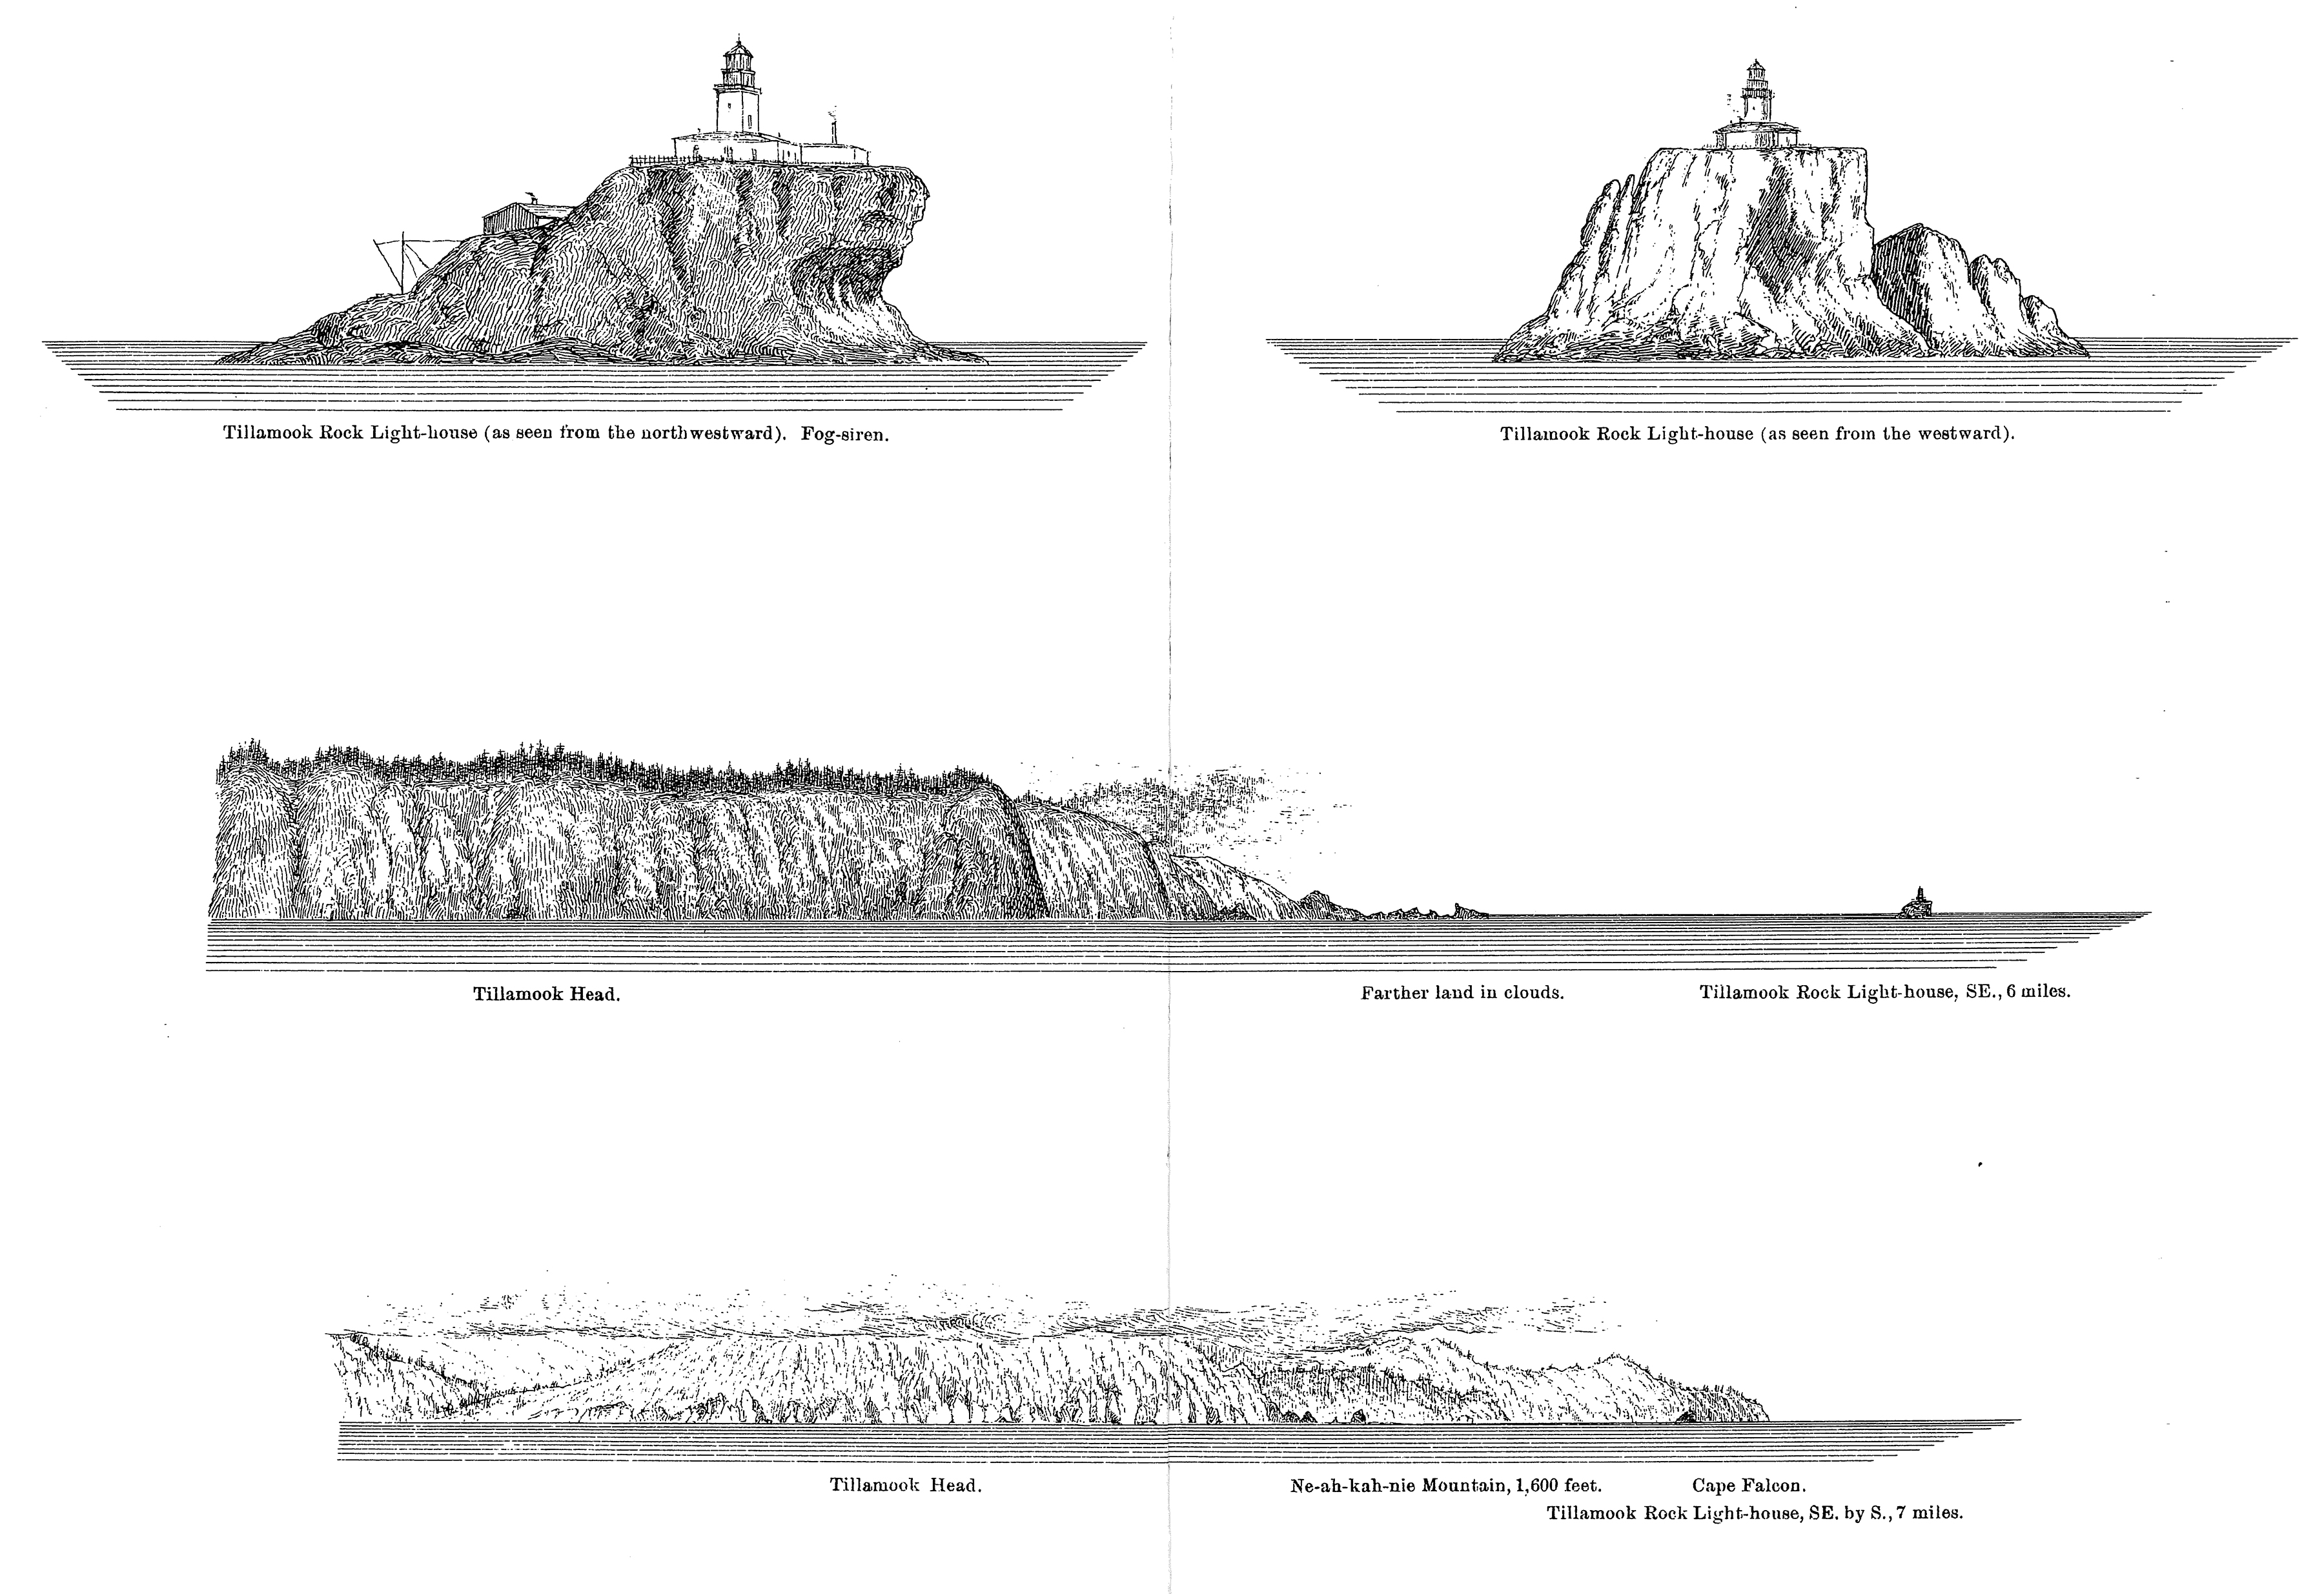 Tillamook Rock Light-house (as seen from the northwestward). Fog-siren.
Tillamook Rock Light-house (as seen from the westward).
Tillamook Head.
Farther land in clouds.
Tillamook Rock Light-house, SE., 6 miles.
Tillamook Head.
Ne-ah-kah-nie Mountain, 1,600 feet.
Cape Falcon.
Tillamook Rock Light-house, SE. by S., 7 miles.